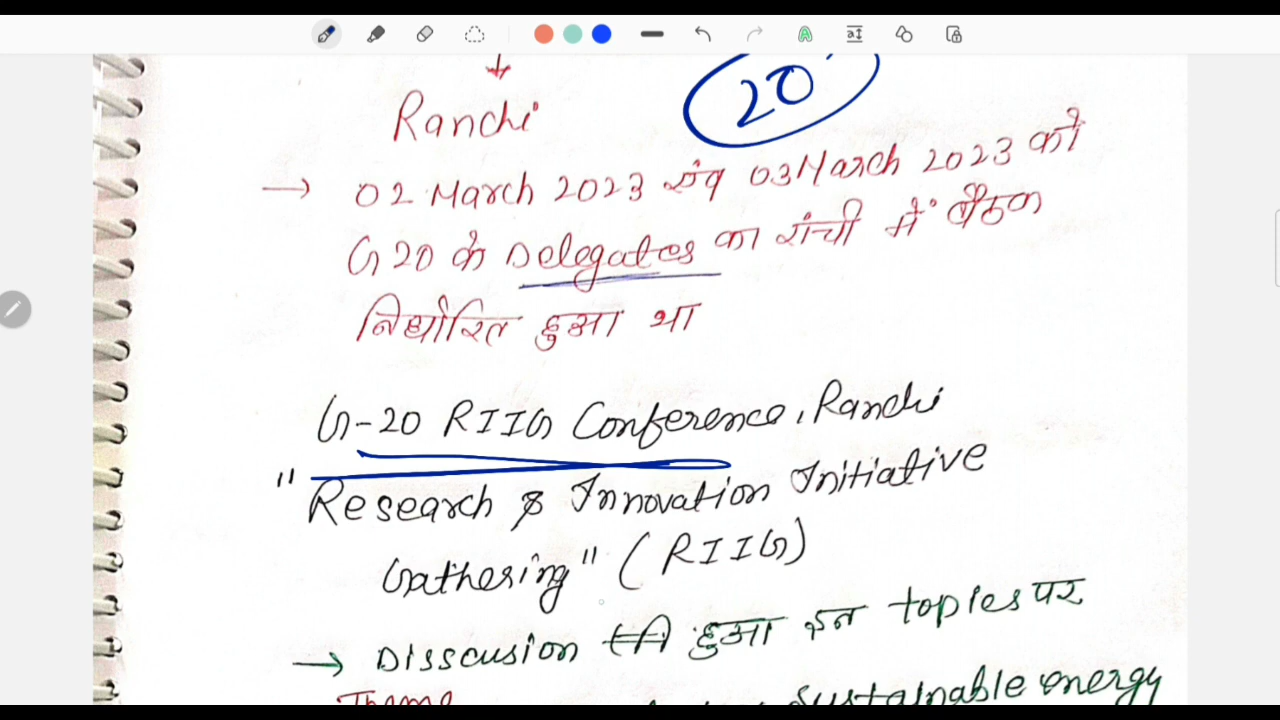 20
Ranchi
→ 02 March 2023 एंव 03 March 2023 को
G20 के Delegates का रांची में बैठक
निर्धारित हुआ था
G-20 RIIG Conference, Ranchi
"Research & Innovation Initiative
Gathering" (RIIG)
→ Disscusion हुआ इन topics पर
Theme sustainable energy